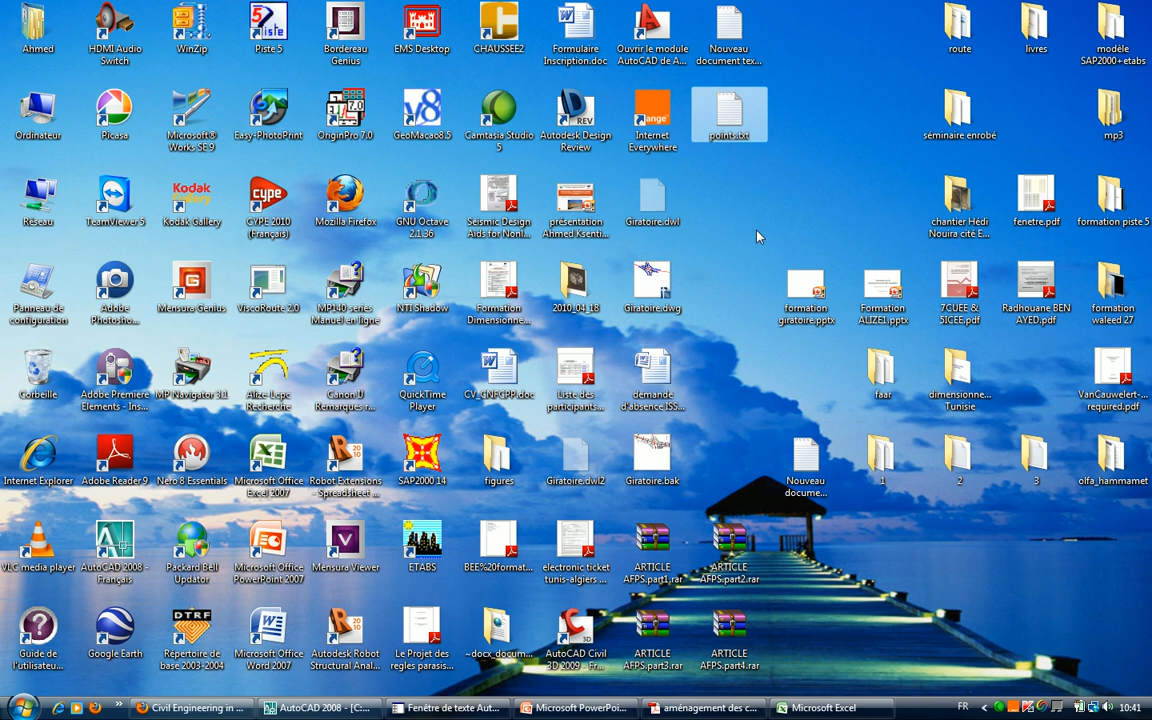 Ahmed
HDMI Audio
Switch
WinZip
Piste 5
Bordereau
Genius
EMS Desktop
CHAUSSEE2
Formulaire
Inscription.doc
Ouvrir le module
AutoCAD de A...
Nouveau
document tex...
route
livres
modèle
SAP2000+etabs
Ordinateur
Picasa
Microsoft®
Works SE 9
Easy-PhotoPrint
OriginPro 7.0
GeoMacao8.5
Camtasia Studio
5
Autodesk Design
Review
Internet
Everywhere
points.txt
séminaire enrobé
mp3
Réseau
TeamViewer 5
Kodak Gallery
CYPE 2010
(Français)
Mozilla Firefox
GNU Octave
2.1.36
Seismic Design
Aids for Nonl...
présentation
Ahmed Ksenti...
Giratoire.dwl
chantier Hédi
Nouira cité E...
fenetre.pdf
formation piste 5
Panneau de
configuration
Adobe
Photosho...
Mensura Genius
ViscoRoute 2.0
MP140 series
Manuel en ligne
NTI Shadow
Formation
Dimensionne...
2010_04_18
Giratoire.dwg
formation
giratoire.pptx
Formation
ALIZE1.pptx
7CUEE &
5ICEE.pdf
Radhouane BEN
AYED.pdf
formation
waleed 27
Corbeille
Adobe Premiere
Elements - Ins...
MP Navigator 3.1
Alize-Lcpc
Recherche
Canon IJ
Remarques r...
QuickTime
Player
CV_CNFCPP.doc
Liste des
participants...
demande
d'absence ISS...
faar
dimensionne...
Tunisie
VanCauwelert-...
required.pdf
Internet Explorer
Adobe Reader 9
Nero 8 Essentials
Microsoft Office
Excel 2007
Robot Extensions
- Spreadsheet ...
SAP2000 14
figures
Giratoire.dwl2
Giratoire.bak
Nouveau
docume...
1
2
3
olfa_hammamet
VLC media player
AutoCAD 2008 -
Français
Packard Bell
Updator
Microsoft Office
PowerPoint 2007
Mensura Viewer
ETABS
BEE%20format...
electronic ticket
tunis-algiers ...
ARTICLE
AFPS.part1.rar
ARTICLE
AFPS.part2.rar
Guide de
l'utilisateu...
Google Earth
Répertoire de
base 2003-2004
Microsoft Office
Word 2007
Autodesk Robot
Structural Anal...
Le Projet des
regles parasis...
~docx_docum...
AutoCAD Civil
3D 2009 - Fr...
ARTICLE
AFPS.part3.rar
ARTICLE
AFPS.part4.rar
Civil Engineering in ...
AutoCAD 2008 - [C:...
Fenêtre de texte Aut...
Microsoft PowerPoi...
aménagement des c...
Microsoft Excel
FR
10:41